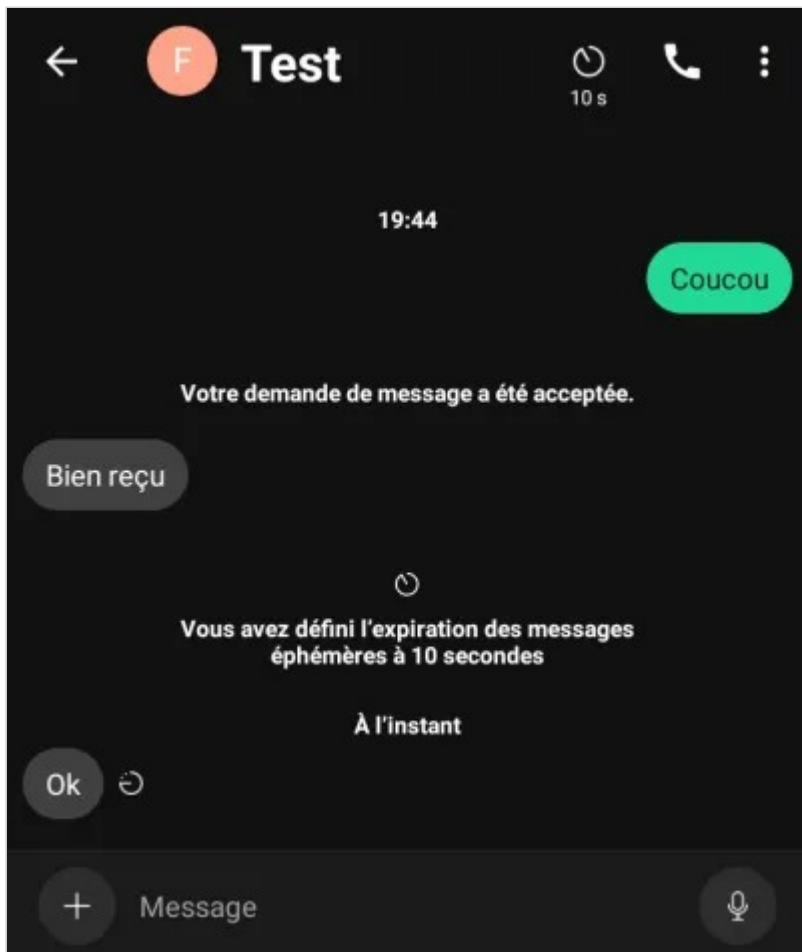 F
Test
10 s
19:44
Coucou
Votre demande de message a été acceptée.
Bien reçu
Vous avez défini l'expiration des messages
éphémères à 10 secondes
À l'instant
Ok
Message